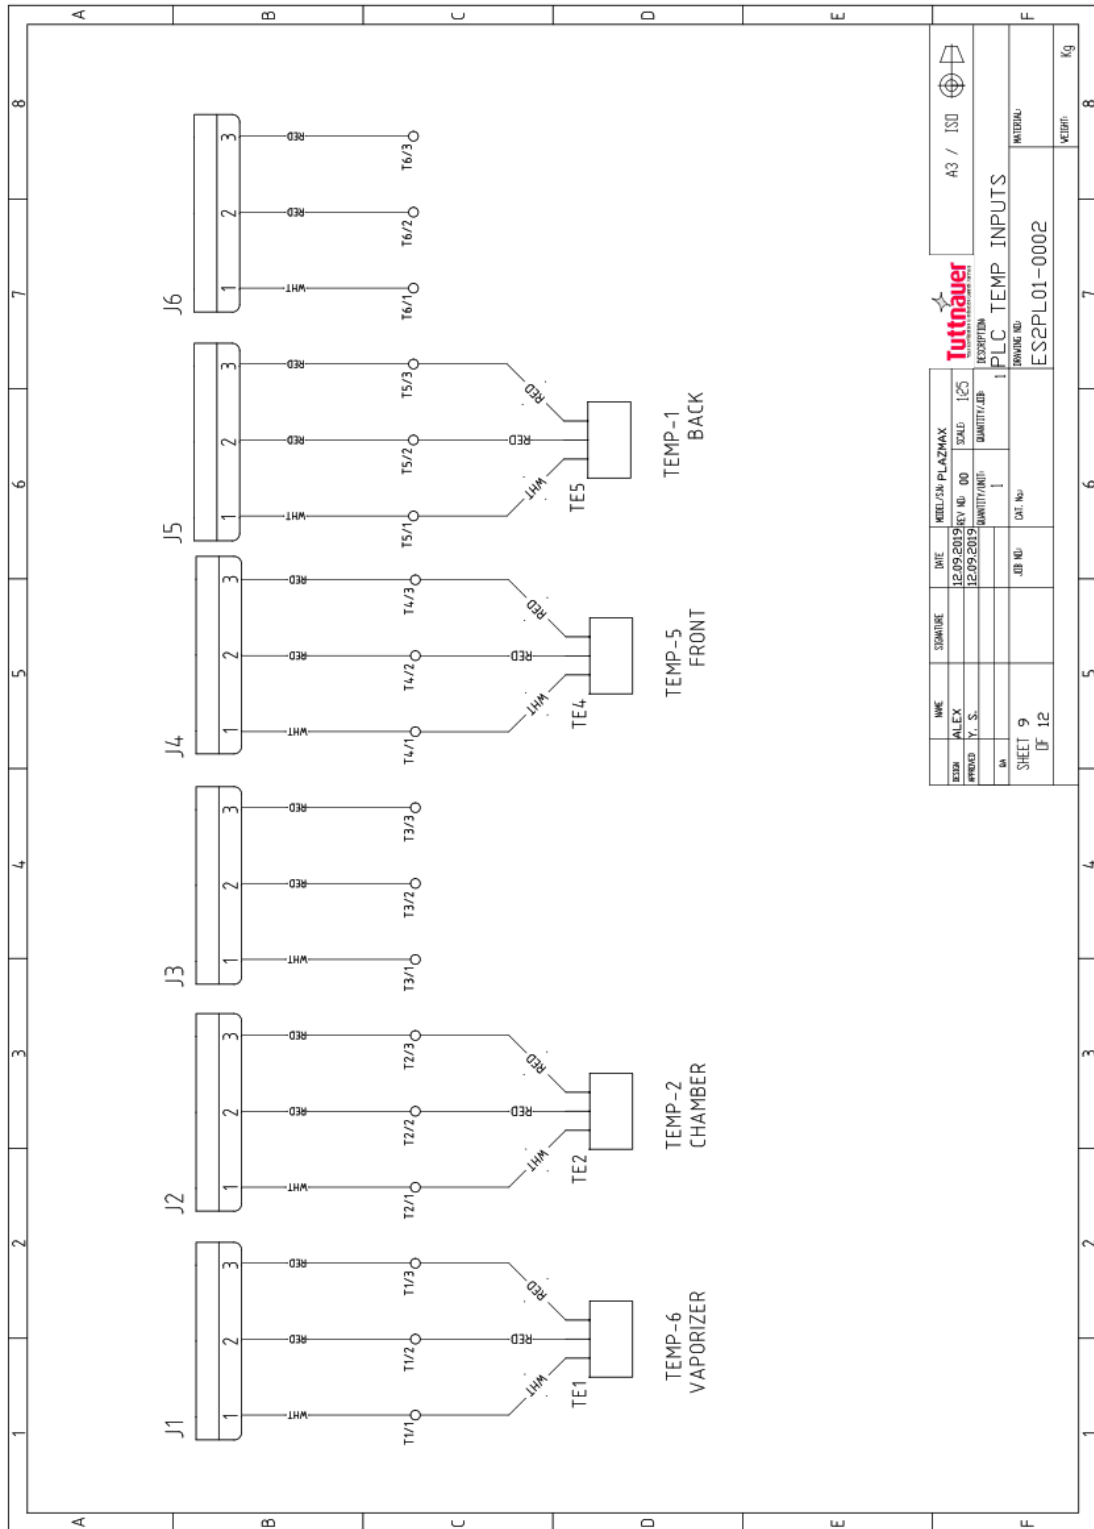 1 2 3 4 5 6 7 8
A
B
C
D
E
F
J1
1 2 3
WHT RED RED
T1/1 T1/2 T1/3
WHT RED RED
TE1
TEMP-6
VAPORIZER
J2
1 2 3
WHT RED RED
T2/1 T2/2 T2/3
WHT RED RED
TE2
TEMP-2
CHAMBER
J3
1 2 3
WHT RED RED
T3/1 T3/2 T3/3
J4
1 2 3
WHT RED RED
T4/1 T4/2 T4/3
WHT RED RED
TE4
TEMP-5
FRONT
J5
1 2 3
WHT RED RED
T5/1 T5/2 T5/3
WHT RED RED
TE5
TEMP-1
BACK
J6
1 2 3
WHT RED RED
T6/1 T6/2 T6/3
A
B
C
D
E
F
1 2 3 4 5 6 7 8
NAME SIGNATURE DATE
DESIGN ALEX 12.09.2019
APPROVED Y. S. 12.09.2019
QA
SHEET 9
OF 12
JOB NO.:
MODEL/S.N.: PLAZMAX
REV NO: 00 SCALE: 1:25
QUANTITY/UNIT: 1
QUANTITY/JOB: 1
CAT. No.:
Tuttnauer
A3 / ISO
DESCRIPTION:
PLC TEMP INPUTS
DRAWING NO.:
ES2PL01-0002
MATERIAL:
WEIGHT: Kg